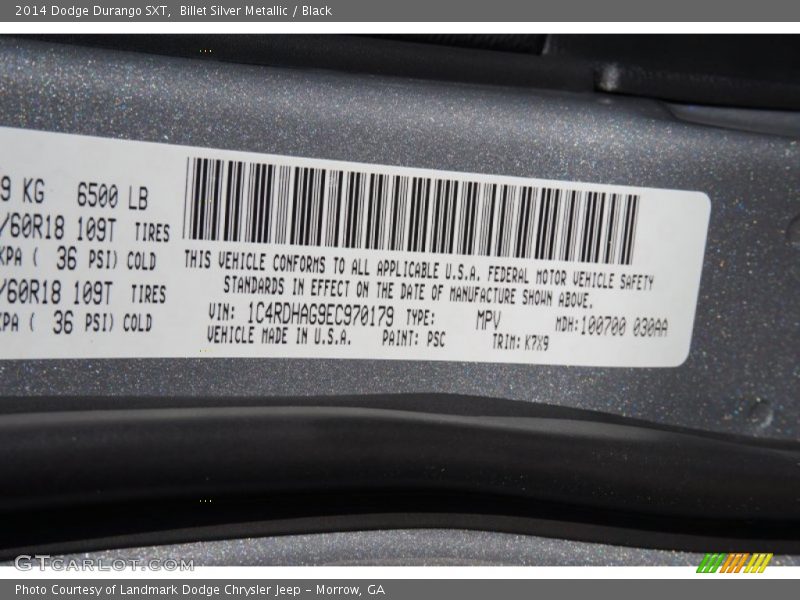 2014 Dodge Durango SXT, Billet Silver Metallic / Black
9 KG 6500 LB
/60R18 109T TIRES
KPA ( 36 PSI) COLD
/60R18 109T TIRES
KPA ( 36 PSI) COLD
THIS VEHICLE CONFORMS TO ALL APPLICABLE U.S.A. FEDERAL MOTOR VEHICLE SAFETY
STANDARDS IN EFFECT ON THE DATE OF MANUFACTURE SHOWN ABOVE.
VIN: 1C4RDHAG9EC970179 TYPE: MPV MDH:100700 030AA
VEHICLE MADE IN U.S.A. PAINT: PSC TRIM: K7X9
GTCARLOT.COM
Photo Courtesy of Landmark Dodge Chrysler Jeep – Morrow, GA